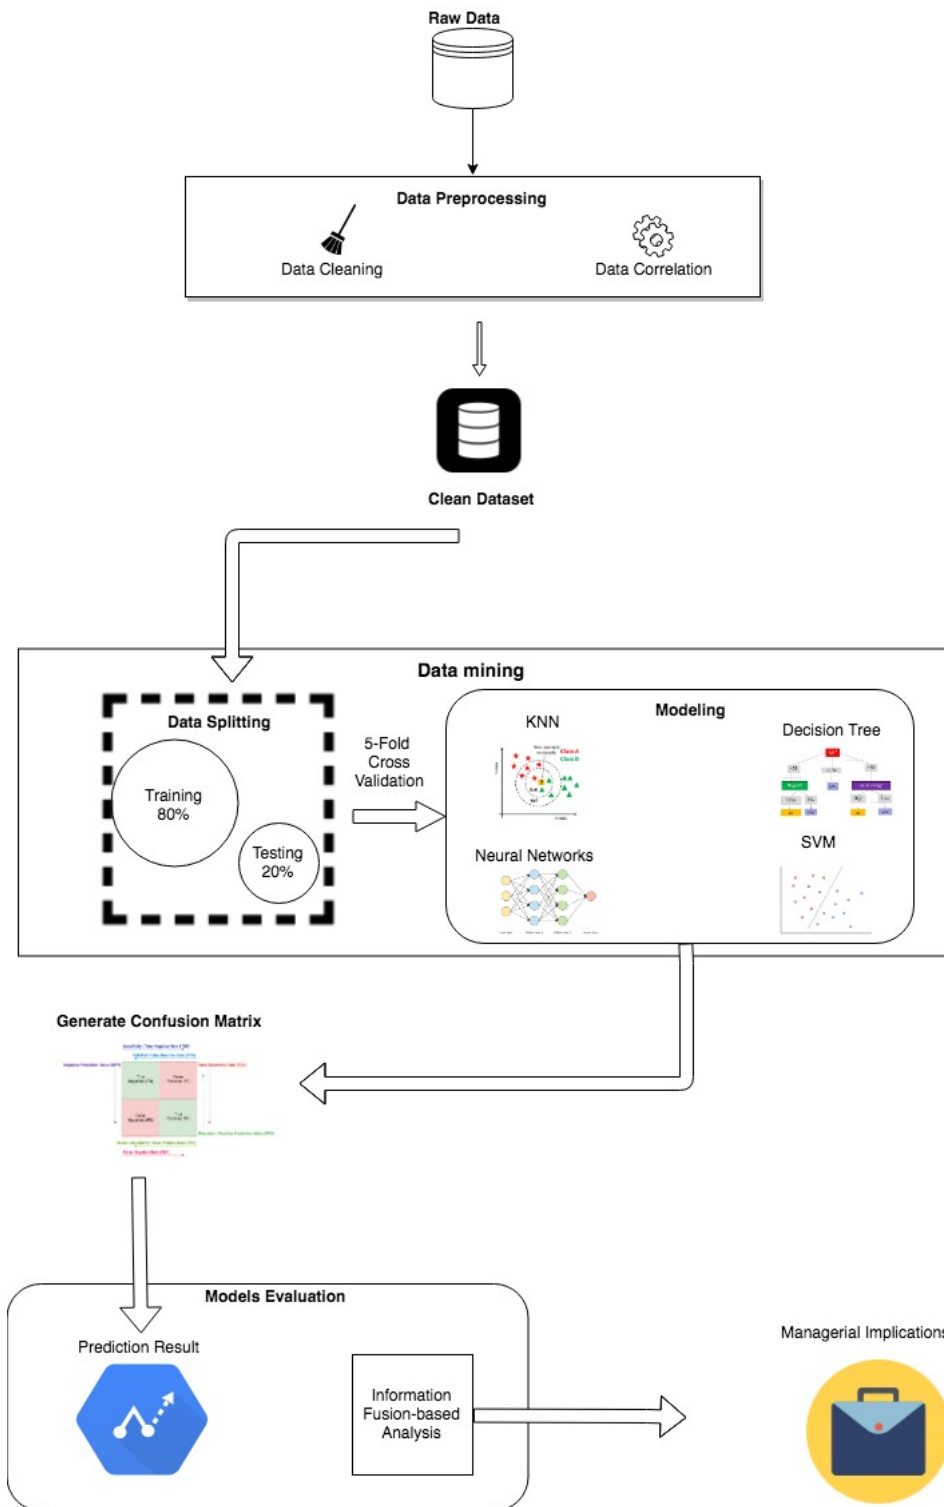 Raw Data
Data Preprocessing
Data Cleaning
Data Correlation
Clean Dataset
Data mining
Data Splitting
Training
80%
Testing
20%
5-Fold
Cross
Validation
Modeling
KNN
Class A
Class B
Decision Tree
Neural Networks
SVM
Generate Confusion Matrix
Models Evaluation
Prediction Result
Information
Fusion-based
Analysis
Managerial Implications